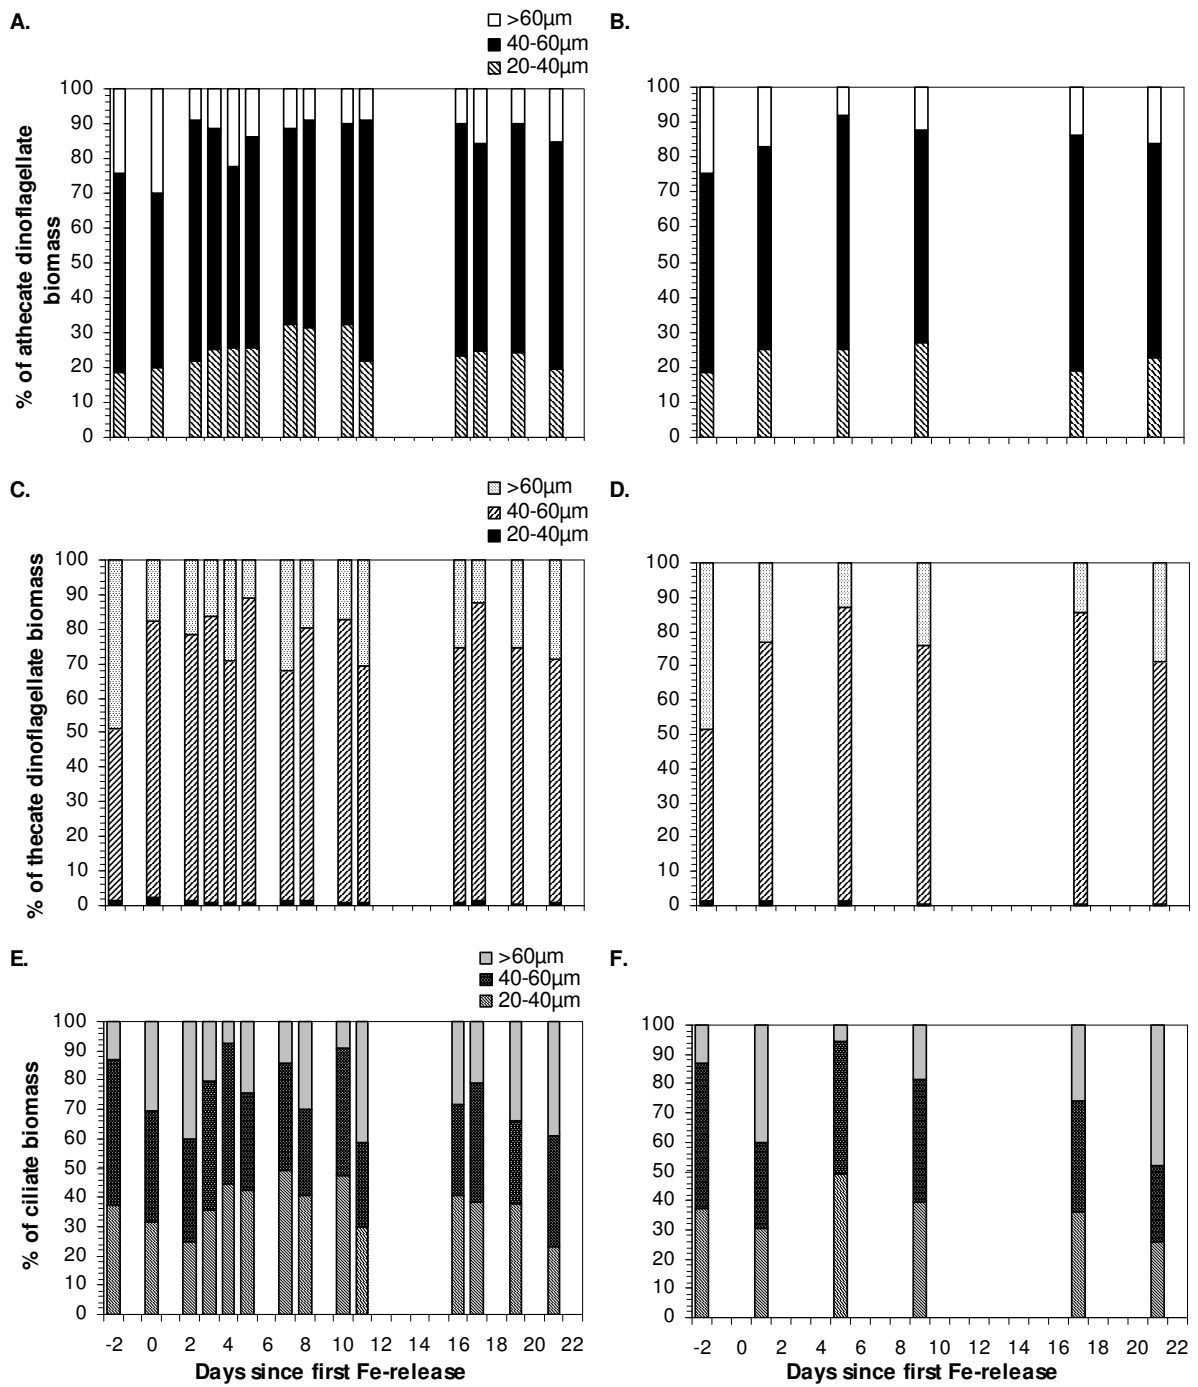 A.
>60µm
40-60µm
20-40µm
B.
% of athecate dinoflagellate
biomass
100
90
80
70
60
50
40
30
20
10
0
100
90
80
70
60
50
40
30
20
10
0
C.
>60µm
40-60µm
20-40µm
D.
% of thecate dinoflagellate biomass
100
90
80
70
60
50
40
30
20
10
0
100
90
80
70
60
50
40
30
20
10
0
E.
>60µm
40-60µm
20-40µm
F.
% of ciliate biomass
100
90
80
70
60
50
40
30
20
10
0
-2 0 2 4 6 8 10 12 14 16 18 20 22
Days since first Fe-release
100
90
80
70
60
50
40
30
20
10
0
-2 0 2 4 6 8 10 12 14 16 18 20 22
Days since first Fe-release